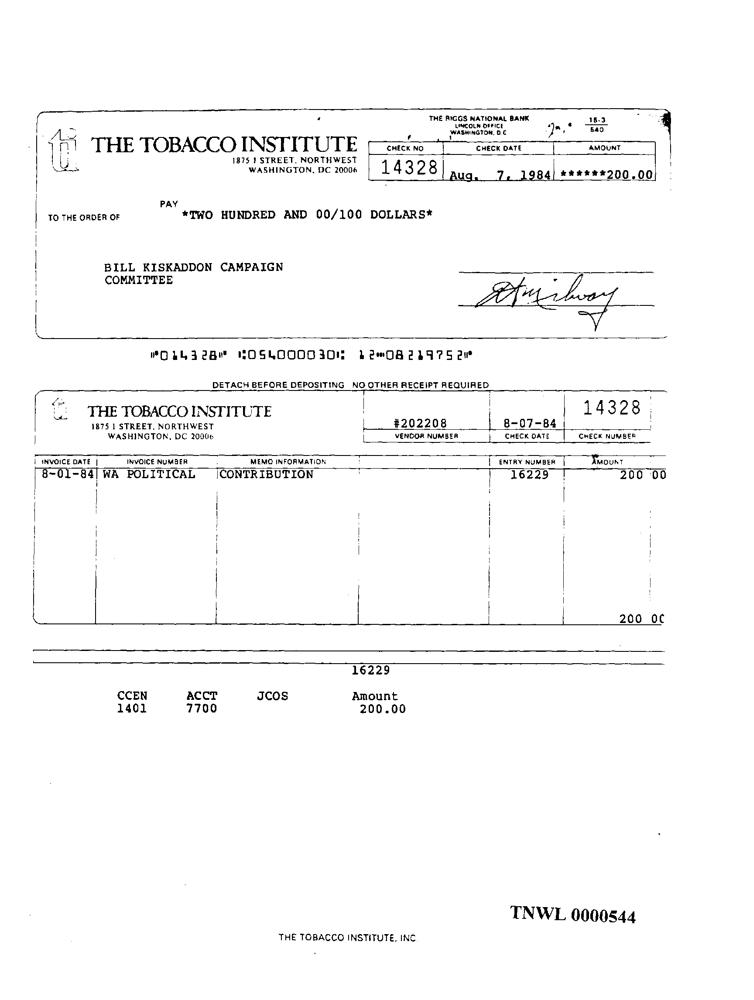 THE RIGGS NATIONAL BANK
LINCOLN OFFICE
WASHINGTON, D.C.
15-3
540
THE TOBACCO INSTITUTE
1875 I STREET, NORTHWEST
WASHINGTON, DC 20006
CHECK NO CHECK DATE AMOUNT
14328 Aug. 7, 1984 ******200.00
PAY
TO THE ORDER OF *TWO HUNDRED AND 00/100 DOLLARS*
BILL KISKADDON CAMPAIGN
COMMITTEE
⑈014328⑈ ⑆054000030⑆ 12⑉08219752⑈
DETACH BEFORE DEPOSITING NO OTHER RECEIPT REQUIRED
THE TOBACCO INSTITUTE
1875 I STREET, NORTHWEST
WASHINGTON, DC 20006
#202208 8-07-84 14328
VENDOR NUMBER CHECK DATE CHECK NUMBER
INVOICE DATE INVOICE NUMBER MEMO INFORMATION ENTRY NUMBER AMOUNT
8-01-84 WA POLITICAL CONTRIBUTION 16229 200 00
200 00
16229
CCEN ACCT JCOS Amount
1401 7700 200.00
TNWL 0000544
THE TOBACCO INSTITUTE, INC